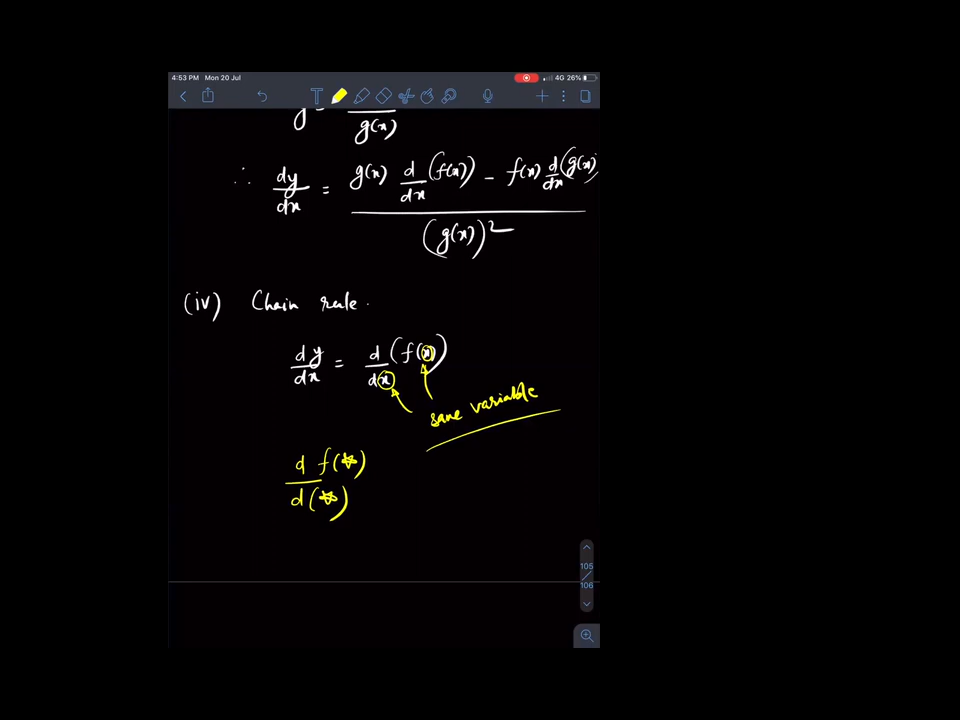 4:53 PM Mon 20 Jul
4G 26%
T
y =
g(x)
∴ dy/dx = g(x) d/dx (f(x)) - f(x) d/dx (g(x))
(g(x))2
(iv) Chain rule.
dy/dx = d/dx (f(x))
same variable
d f(☆)
d(☆)
105
106